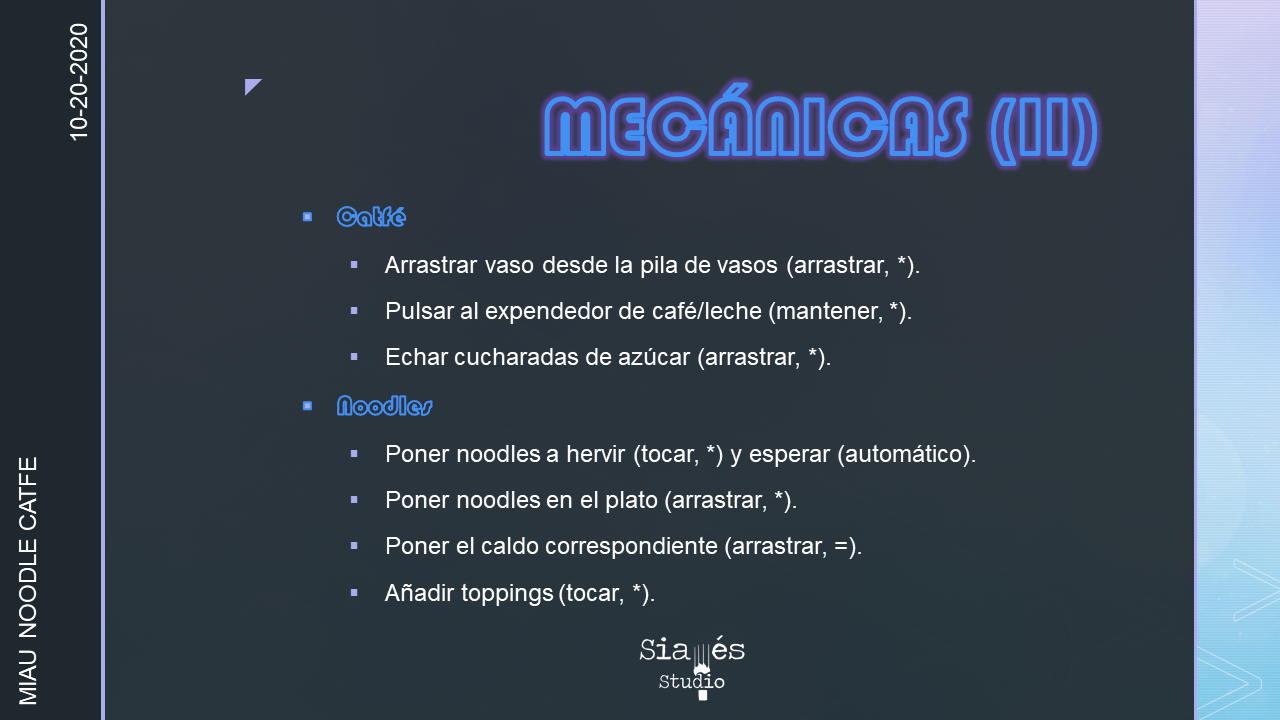 10-20-2020
MIAU NOODLE CATFE
MECÁNICAS (II)
Catfé
Arrastrar vaso desde la pila de vasos (arrastrar, *).
Pulsar al expendedor de café/leche (mantener, *).
Echar cucharadas de azúcar (arrastrar, *).
Noodles
Poner noodles a hervir (tocar, *) y esperar (automático).
Poner noodles en el plato (arrastrar, *).
Poner el caldo correspondiente (arrastrar, =).
Añadir toppings (tocar, *).
Siamés
Studio